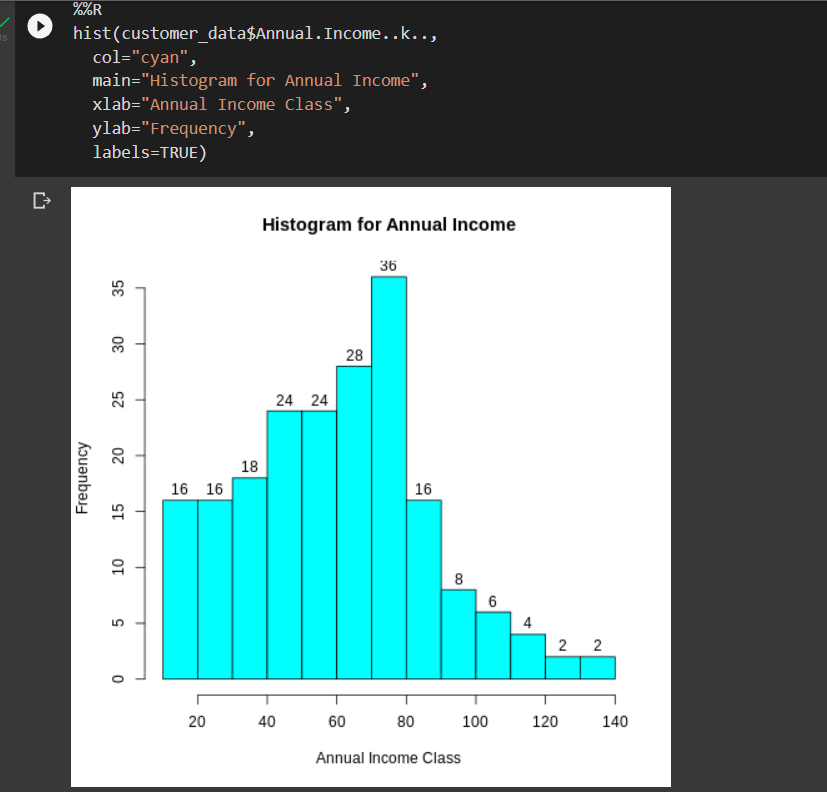 %%R
hist(customer_data$Annual.Income..k..,
col="cyan",
main="Histogram for Annual Income",
xlab="Annual Income Class",
ylab="Frequency",
labels=TRUE)
Histogram for Annual Income
36
35
30
28
25
24 24
20
18
16 16
16
15
10
8
6
5
4
2 2
0
Frequency
20 40 60 80 100 120 140
Annual Income Class